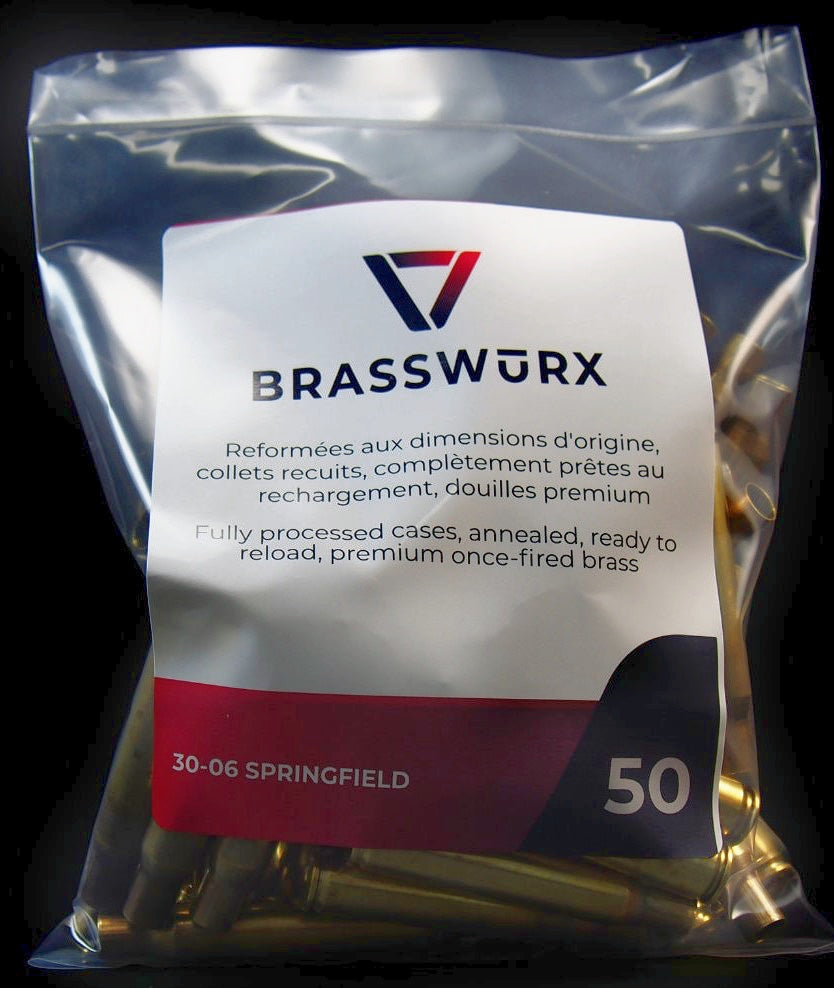 BRASSWŪRX
Reformées aux dimensions d'origine,
collets recuits, complètement prêtes au
rechargement, douilles premium
Fully processed cases, annealed, ready to
reload, premium once-fired brass
30-06 SPRINGFIELD
50